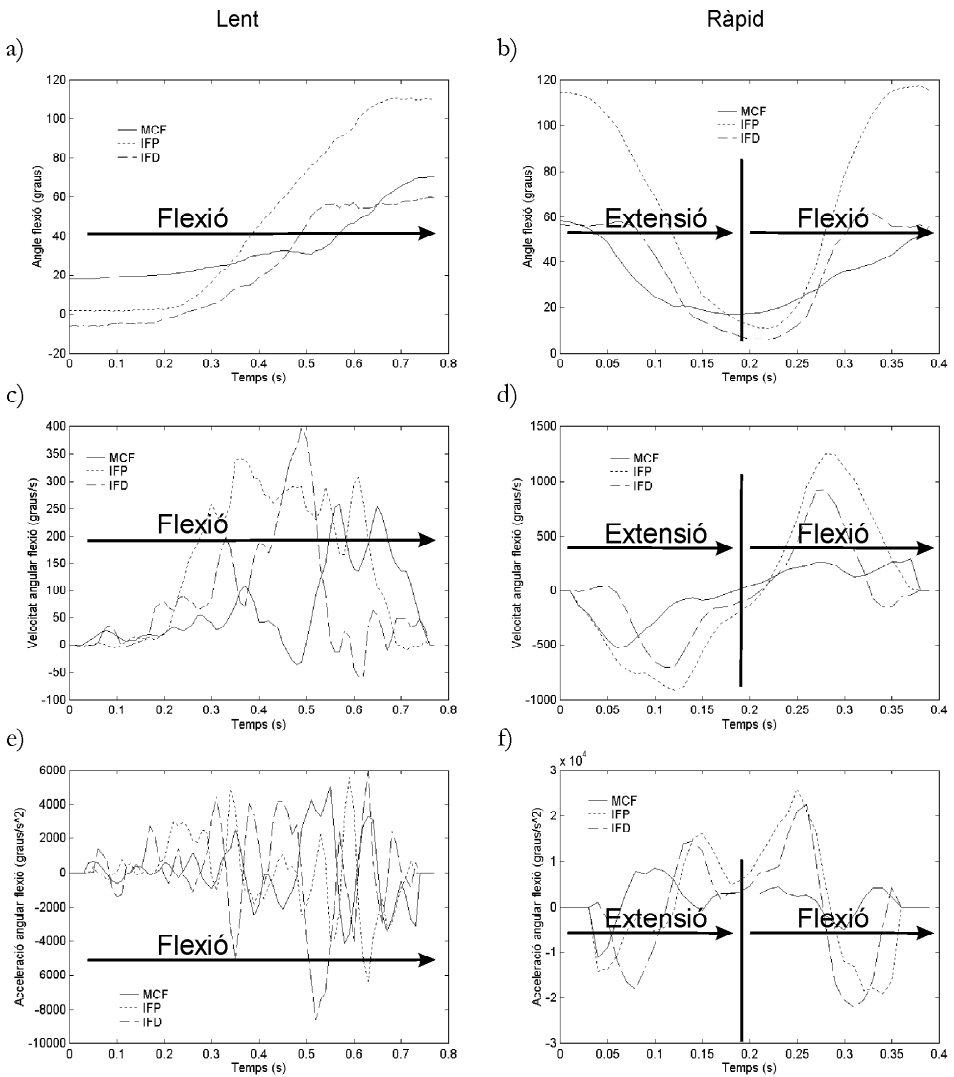 Lent
Ràpid
a)
b)
120
100
80
60
40
20
0
-20
Angle flexió (graus)
MCF
IFP
IFD
Flexió
0 0.1 0.2 0.3 0.4 0.5 0.6 0.7 0.8
Temps (s)
120
100
80
60
40
20
0
Angle flexió (graus)
MCF
IFP
IFD
Extensió Flexió
0 0.05 0.1 0.15 0.2 0.25 0.3 0.35 0.4
Temps (s)
c)
d)
400
350
300
250
200
150
100
50
0
-50
-100
Velocitat angular flexió (graus/s)
MCF
IFP
IFD
Flexió
0 0.1 0.2 0.3 0.4 0.5 0.6 0.7 0.8
Temps (s)
1500
1000
500
0
-500
-1000
Velocitat angular flexió (graus/s)
MCF
IFP
IFD
Extensió Flexió
0 0.05 0.1 0.15 0.2 0.25 0.3 0.35 0.4
Temps (s)
e)
f)
6000
4000
2000
0
-2000
-4000
-6000
-8000
-10000
Acceleració angular flexió (graus/s^2)
Flexió
MCF
IFP
IFD
0 0.1 0.2 0.3 0.4 0.5 0.6 0.7 0.8
Temps (s)
x 10^4
3
2
1
0
-1
-2
-3
Acceleració angular flexió (graus/s^2)
MCF
IFP
IFD
Extensió Flexió
0 0.05 0.1 0.15 0.2 0.25 0.3 0.35 0.4
Temps (s)